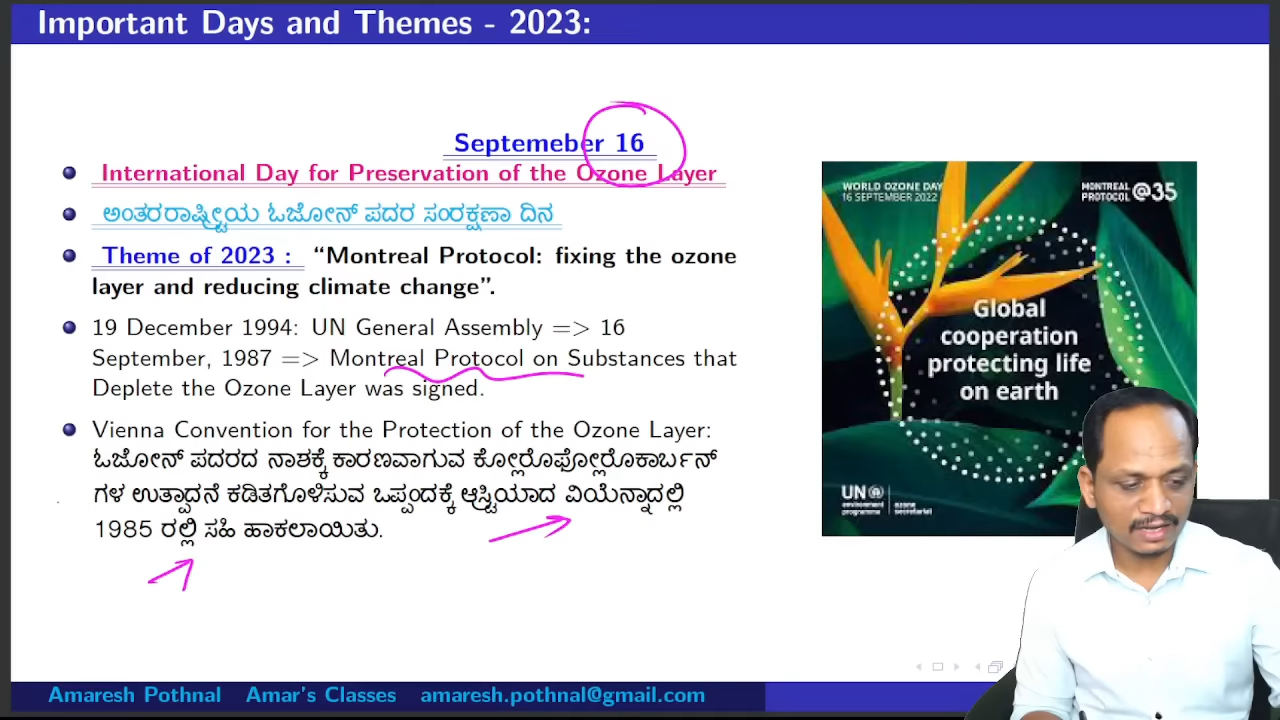 Important Days and Themes - 2023:
Septemeber 16
International Day for Preservation of the Ozone Layer
ಅಂತರರಾಷ್ಟ್ರೀಯ ಓಜೋನ್ ಪದರ ಸಂರಕ್ಷಣಾ ದಿನ
Theme of 2023 : “Montreal Protocol: fixing the ozone
layer and reducing climate change”.
19 December 1994: UN General Assembly => 16
September, 1987 => Montreal Protocol on Substances that
Deplete the Ozone Layer was signed.
Vienna Convention for the Protection of the Ozone Layer:
ಓಜೋನ್ ಪದರದ ನಾಶಕ್ಕೆ ಕಾರಣವಾಗುವ ಕ್ಲೋರೊಫ್ಲೋರೊಕಾರ್ಬನ್
ಗಳ ಉತ್ಪಾದನೆ ಕಡಿತಗೊಳಿಸುವ ಒಪ್ಪಂದಕ್ಕೆ ಆಸ್ಟ್ರಿಯಾದ ವಿಯೆನ್ನಾದಲ್ಲಿ
1985 ರಲ್ಲಿ ಸಹಿ ಹಾಕಲಾಯಿತು.
WORLD OZONE DAY
16 SEPTEMBER 2022
MONTREAL
PROTOCOL @35
Global
cooperation
protecting life
on earth
UN
environment
programme
ozone
secretariat
Amaresh Pothnal Amar's Classes amaresh.pothnal@gmail.com